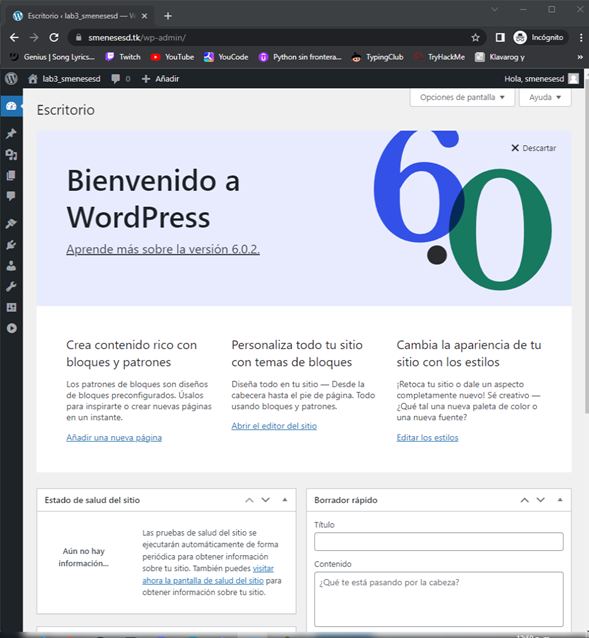 Escritorio ‹ lab3_smenesesd — W
smenesesd.tk/wp-admin/
Incógnito
Genius | Song Lyrics...
Twitch
YouTube
YouCode
Python sin frontera...
TypingClub
TryHackMe
Klavarog y
»
lab3_smenesesd
0
Añadir
Hola, smenesesd
Opciones de pantalla
Ayuda
Escritorio
Descartar
Bienvenido a
WordPress
Aprende más sobre la versión 6.0.2.
6.0
Crea contenido rico con
bloques y patrones
Los patrones de bloques son diseños
de bloques preconfigurados. Úsalos
para inspirarte o crear nuevas páginas
en un instante.
Añadir una nueva página
Personaliza todo tu sitio
con temas de bloques
Diseña todo en tu sitio — Desde la
cabecera hasta el pie de página. Todo
usando bloques y patrones.
Abrir el editor del sitio
Cambia la apariencia de tu
sitio con los estilos
¡Retoca tu sitio o dale un aspecto
completamente nuevo! Sé creativo —
¿Qué tal una nueva paleta de color o
una nueva fuente?
Editar los estilos
Estado de salud del sitio
Aún no hay
información...
Las pruebas de salud del sitio se
ejecutarán automáticamente de forma
periódica para obtener información
sobre tu sitio. También puedes visitar
ahora la pantalla de salud del sitio para
obtener información sobre tu sitio.
Borrador rápido
Título
Contenido
¿Qué te está pasando por la cabeza?